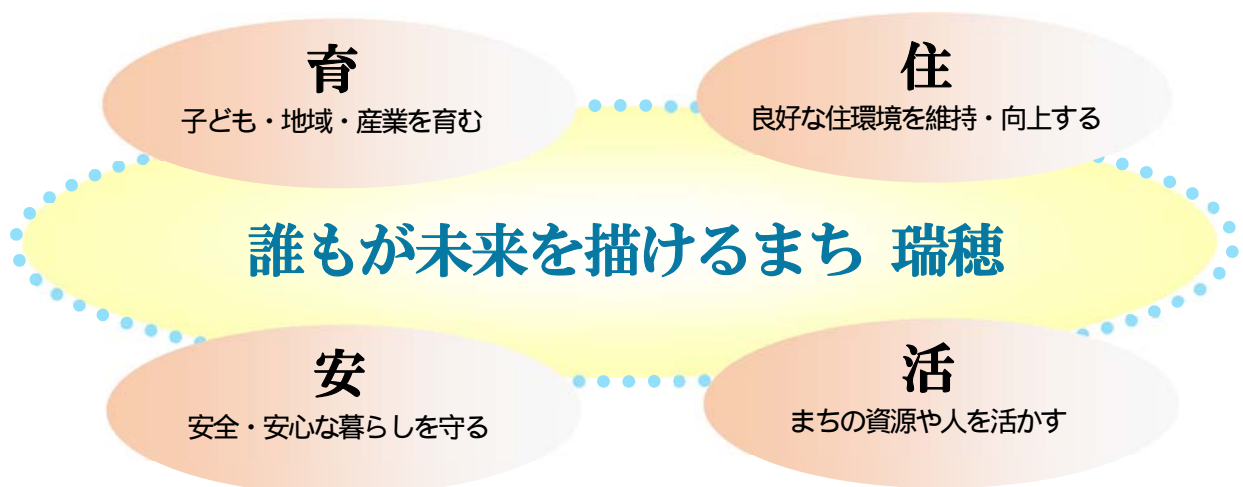 育
子ども・地域・産業を育む
住
良好な住環境を維持・向上する
誰もが未来を描けるまち 瑞穂
安
安全・安心な暮らしを守る
活
まちの資源や人を活かす